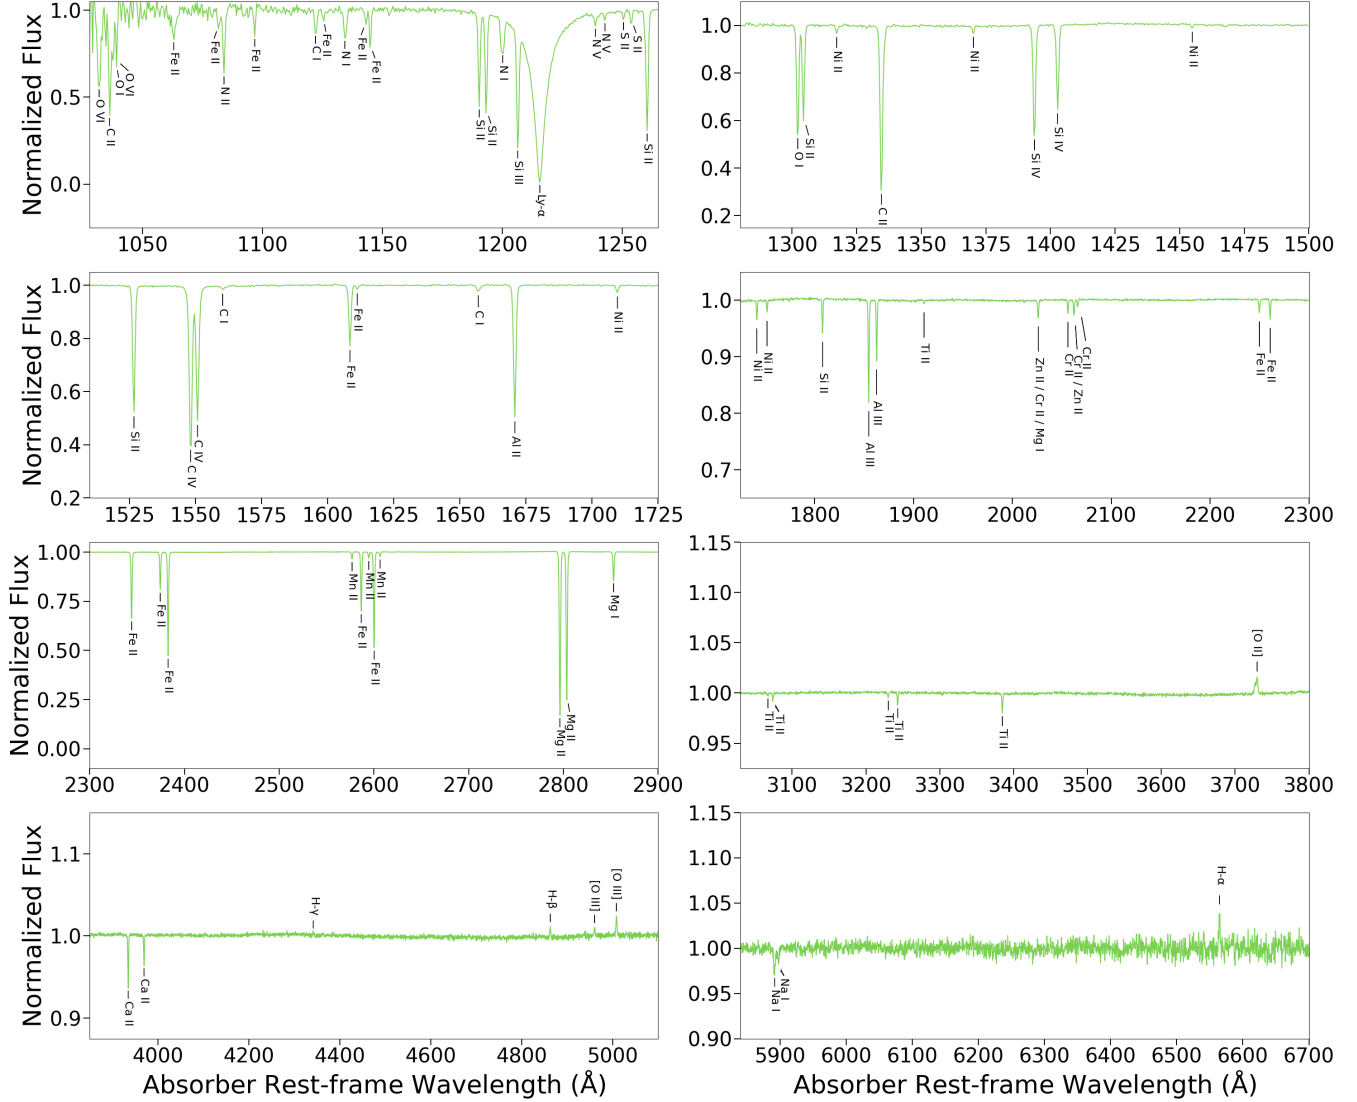 Normalized Flux
1.0
0.5
0.0
O VI
C II
O I
O VI
Fe II
Fe II
N II
Fe II
C I
Fe II
N I
Fe II
Fe II
Si II
Si II
N I
Si III
Ly-α
N V
N V
S II
S II
Si II
1050
1100
1150
1200
1250
1.0
0.8
0.6
0.4
0.2
O I
Si II
Ni II
C II
Ni II
Si IV
Si IV
Ni II
1300
1325
1350
1375
1400
1425
1450
1475
1500
Normalized Flux
1.0
0.8
0.6
0.4
0.2
Si II
C IV
C IV
C I
Fe II
Fe II
C I
Al II
Ni II
1525
1550
1575
1600
1625
1650
1675
1700
1725
1.0
0.9
0.8
0.7
Ni II
Ni II
Si II
Al III
Al III
Ti II
Zn II / Cr II / Mg I
Cr II
Cr II / Zn II
Cr II
Fe II
Fe II
1800
1900
2000
2100
2200
2300
Normalized Flux
1.00
0.75
0.50
0.25
0.00
Fe II
Fe II
Fe II
Mn II
Fe II
Mn II
Fe II
Mn II
Mg II
Mg II
Mg I
2300
2400
2500
2600
2700
2800
2900
1.15
1.10
1.05
1.00
0.95
Ti II
Ti II
Ti II
Ti II
Ti II
[O II]
3100
3200
3300
3400
3500
3600
3700
3800
Normalized Flux
1.1
1.0
0.9
Ca II
Ca II
H-γ
H-β
[O III]
[O III]
4000
4200
4400
4600
4800
5000
Absorber Rest-frame Wavelength (Å)
1.15
1.10
1.05
1.00
0.95
0.90
Na I
Na I
H-α
5900
6000
6100
6200
6300
6400
6500
6600
6700
Absorber Rest-frame Wavelength (Å)